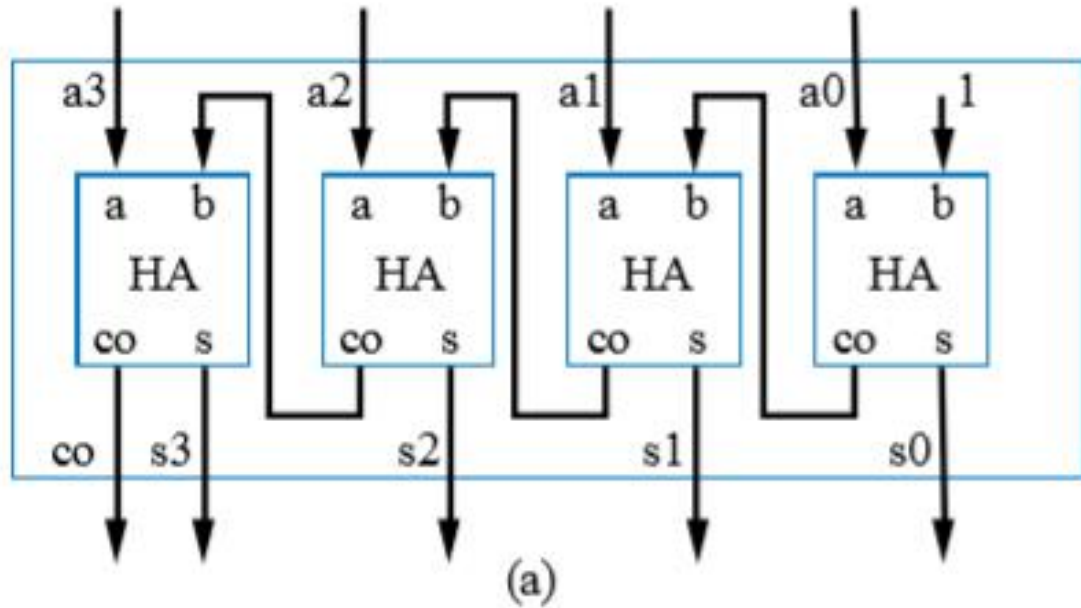 a3 a2 a1 a0 1
a b a b a b a b
HA HA HA HA
co s co s co s co s
co s3 s2 s1 s0
(a)